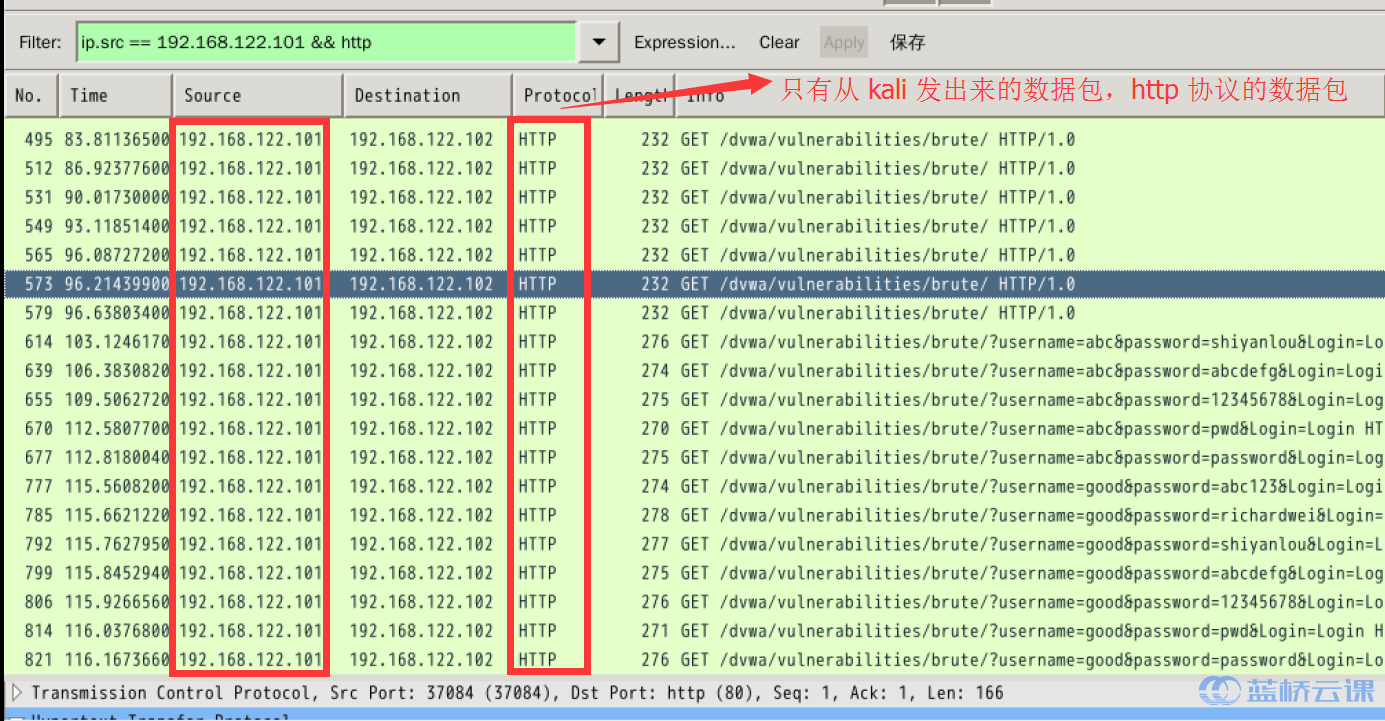 Filter: ip.src == 192.168.122.101 && http Expression... Clear Apply 保存
No. Time Source Destination Protocol Length Info
只有从 kali 发出来的数据包，http 协议的数据包
495 83.81136500 192.168.122.101 192.168.122.102 HTTP 232 GET /dvwa/vulnerabilities/brute/ HTTP/1.0
512 86.92377600 192.168.122.101 192.168.122.102 HTTP 232 GET /dvwa/vulnerabilities/brute/ HTTP/1.0
531 90.01730000 192.168.122.101 192.168.122.102 HTTP 232 GET /dvwa/vulnerabilities/brute/ HTTP/1.0
549 93.11851400 192.168.122.101 192.168.122.102 HTTP 232 GET /dvwa/vulnerabilities/brute/ HTTP/1.0
565 96.08727200 192.168.122.101 192.168.122.102 HTTP 232 GET /dvwa/vulnerabilities/brute/ HTTP/1.0
573 96.21439900 192.168.122.101 192.168.122.102 HTTP 232 GET /dvwa/vulnerabilities/brute/ HTTP/1.0
579 96.63803400 192.168.122.101 192.168.122.102 HTTP 232 GET /dvwa/vulnerabilities/brute/ HTTP/1.0
614 103.1246170 192.168.122.101 192.168.122.102 HTTP 276 GET /dvwa/vulnerabilities/brute/?username=abc&password=shiyanlou&Login=Lo
639 106.3830820 192.168.122.101 192.168.122.102 HTTP 274 GET /dvwa/vulnerabilities/brute/?username=abc&password=abcdefg&Login=Logi
655 109.5062720 192.168.122.101 192.168.122.102 HTTP 275 GET /dvwa/vulnerabilities/brute/?username=abc&password=12345678&Login=Log
670 112.5807700 192.168.122.101 192.168.122.102 HTTP 270 GET /dvwa/vulnerabilities/brute/?username=abc&password=pwd&Login=Login HT
677 112.8180040 192.168.122.101 192.168.122.102 HTTP 275 GET /dvwa/vulnerabilities/brute/?username=abc&password=password&Login=Log
777 115.5608200 192.168.122.101 192.168.122.102 HTTP 274 GET /dvwa/vulnerabilities/brute/?username=good&password=abc123&Login=Logi
785 115.6621220 192.168.122.101 192.168.122.102 HTTP 278 GET /dvwa/vulnerabilities/brute/?username=good&password=richardwei&Login=
792 115.7627950 192.168.122.101 192.168.122.102 HTTP 277 GET /dvwa/vulnerabilities/brute/?username=good&password=shiyanlou&Login=L
799 115.8452940 192.168.122.101 192.168.122.102 HTTP 275 GET /dvwa/vulnerabilities/brute/?username=good&password=abcdefg&Login=Log
806 115.9266560 192.168.122.101 192.168.122.102 HTTP 276 GET /dvwa/vulnerabilities/brute/?username=good&password=12345678&Login=Lo
814 116.0376800 192.168.122.101 192.168.122.102 HTTP 271 GET /dvwa/vulnerabilities/brute/?username=good&password=pwd&Login=Login H
821 116.1673660 192.168.122.101 192.168.122.102 HTTP 276 GET /dvwa/vulnerabilities/brute/?username=good&password=password&Login=Lo
Transmission Control Protocol, Src Port: 37084 (37084), Dst Port: http (80), Seq: 1, Ack: 1, Len: 166
Hypertext Transfer Protocol
蓝桥云课